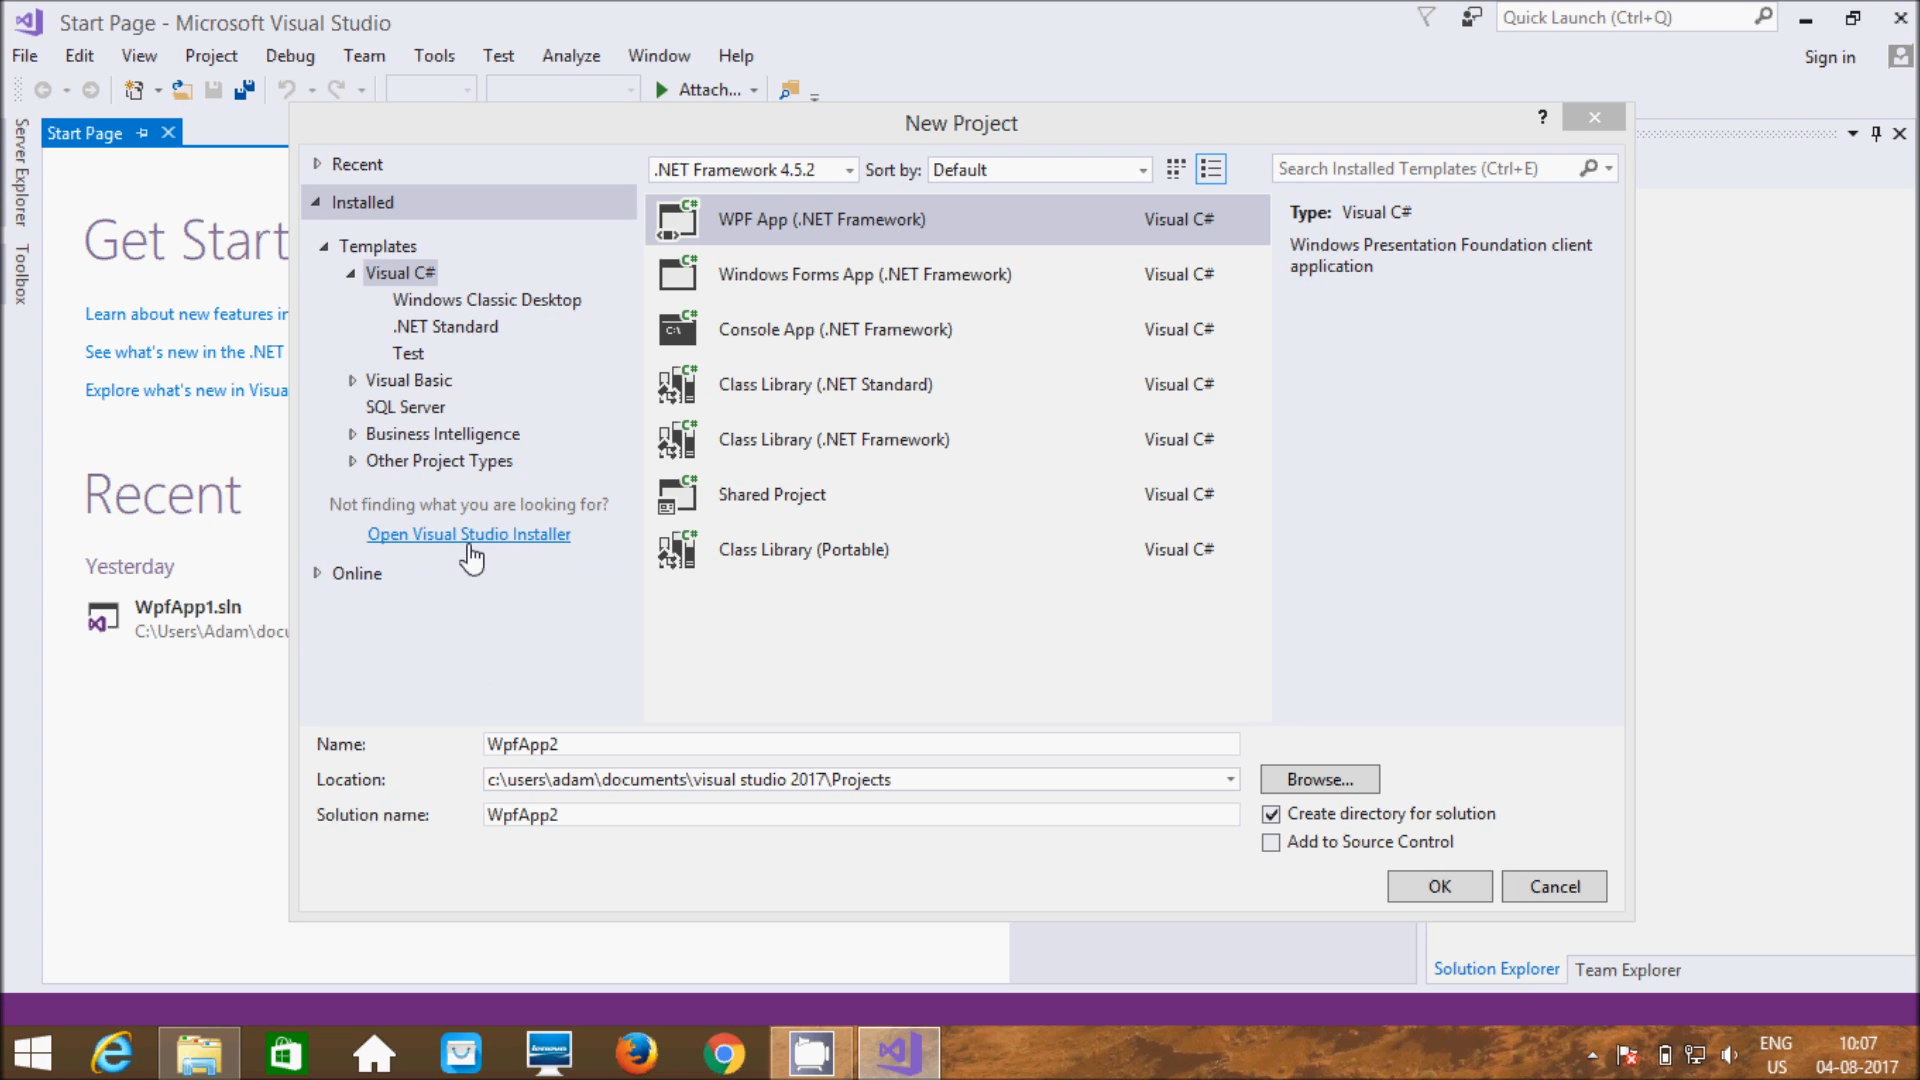 Start Page - Microsoft Visual Studio
Quick Launch (Ctrl+Q)
File Edit View Project Debug Team Tools Test Analyze Window Help
Sign in
Attach...
Server Explorer
Toolbox
Start Page
Get Start
Learn about new features in
See what's new in the .NET
Explore what's new in Visua
Recent
Yesterday
WpfApp1.sln
C:\Users\Adam\docu
New Project
?
Recent
Installed
Templates
Visual C#
Windows Classic Desktop
.NET Standard
Test
Visual Basic
SQL Server
Business Intelligence
Other Project Types
Not finding what you are looking for?
Open Visual Studio Installer
Online
.NET Framework 4.5.2 Sort by: Default
Search Installed Templates (Ctrl+E)
C# WPF App (.NET Framework) Visual C#
C# Windows Forms App (.NET Framework) Visual C#
C# C:\ Console App (.NET Framework) Visual C#
C# Class Library (.NET Standard) Visual C#
C# Class Library (.NET Framework) Visual C#
C# Shared Project Visual C#
C# Class Library (Portable) Visual C#
Type: Visual C#
Windows Presentation Foundation client
application
Name: WpfApp2
Location: c:\users\adam\documents\visual studio 2017\Projects
Browse...
Solution name: WpfApp2
Create directory for solution
Add to Source Control
OK Cancel
Solution Explorer Team Explorer
lenovo
ENG
US
10:07
04-08-2017